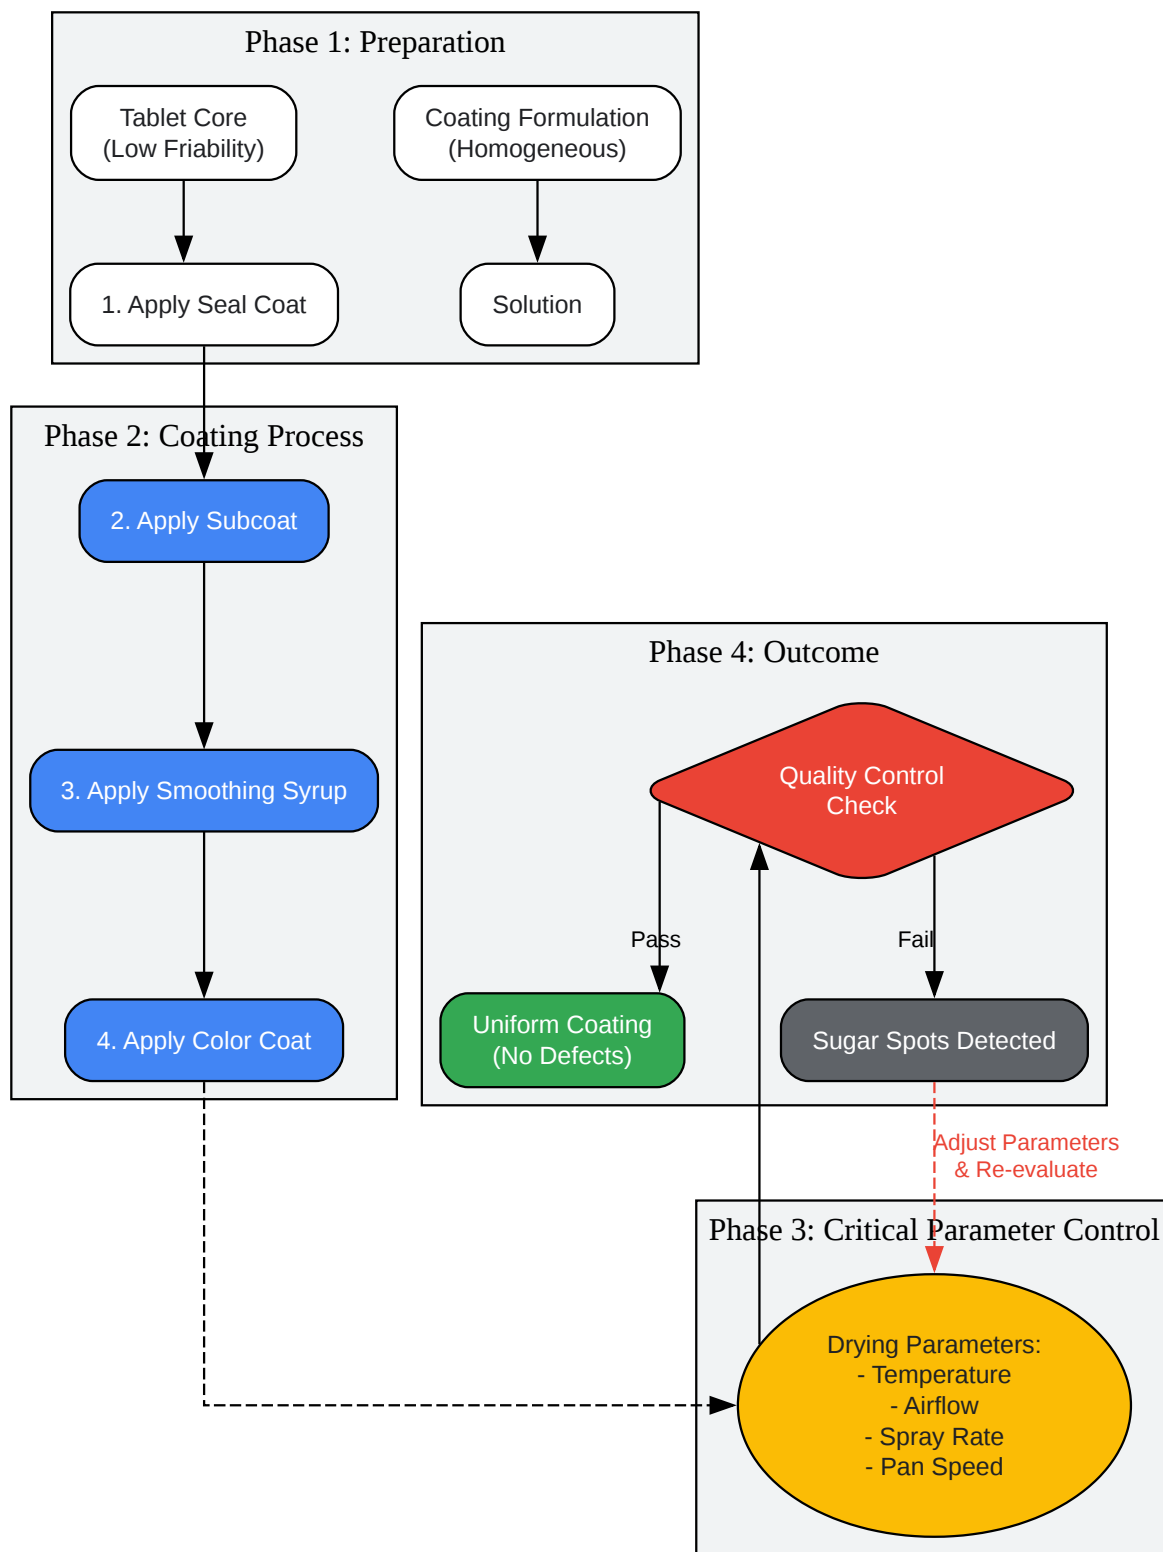 Phase 1: Preparation
Tablet Core
(Low Friability)
Coating Formulation
(Homogeneous)
1. Apply Seal Coat
Solution
Phase 2: Coating Process
2. Apply Subcoat
3. Apply Smoothing Syrup
4. Apply Color Coat
Phase 4: Outcome
Quality Control
Check
Pass
Fail
Uniform Coating
(No Defects)
Sugar Spots Detected
Adjust Parameters
& Re-evaluate
Phase 3: Critical Parameter Control
Drying Parameters:
- Temperature
- Airflow
- Spray Rate
- Pan Speed